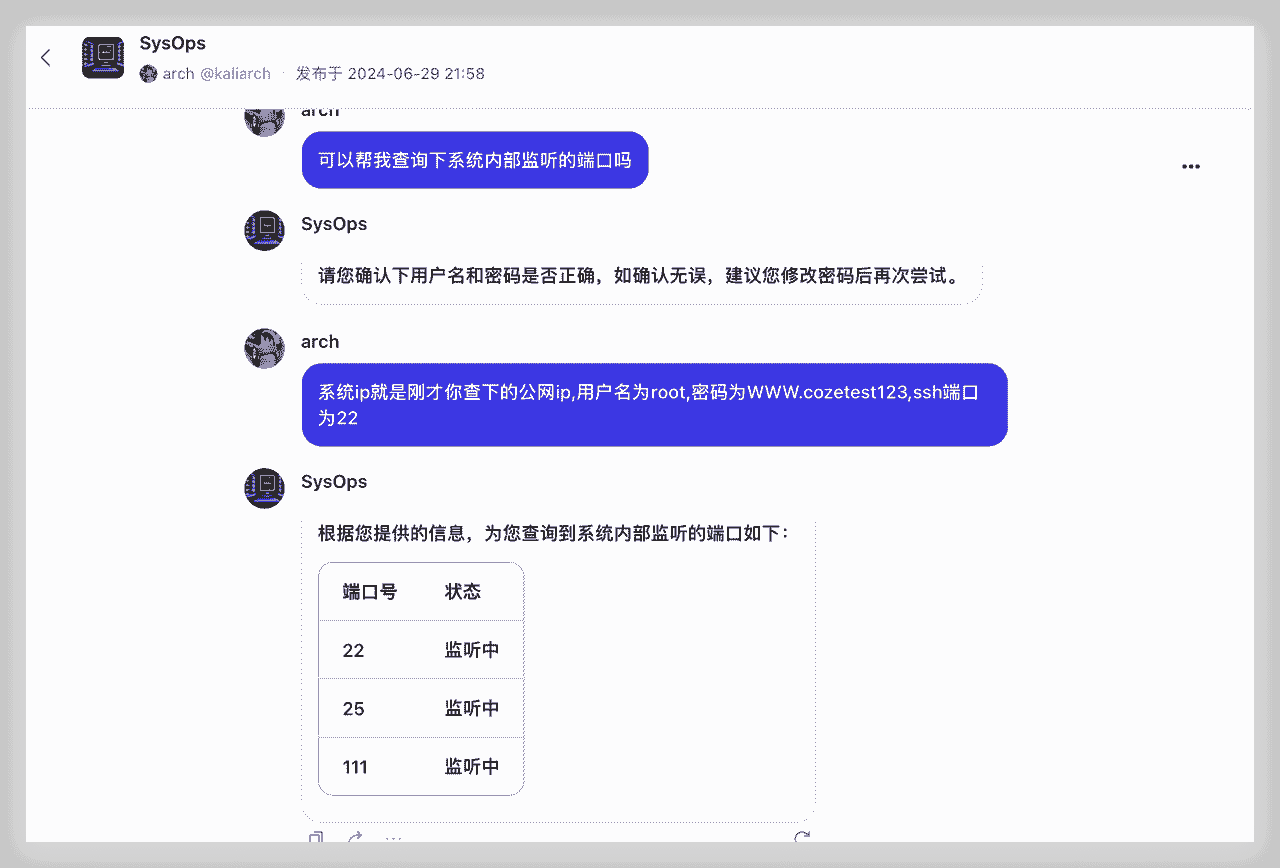 SysOps
arch @kaliarch · 发布于 2024-06-29 21:58
arch
可以帮我查询下系统内部监听的端口吗
SysOps
请您确认下用户名和密码是否正确，如确认无误，建议您修改密码后再次尝试。
arch
系统ip就是刚才你查下的公网ip,用户名为root,密码为WWW.cozetest123,ssh端口
为22
SysOps
根据您提供的信息，为您查询到系统内部监听的端口如下：
端口号 状态
22 监听中
25 监听中
111 监听中